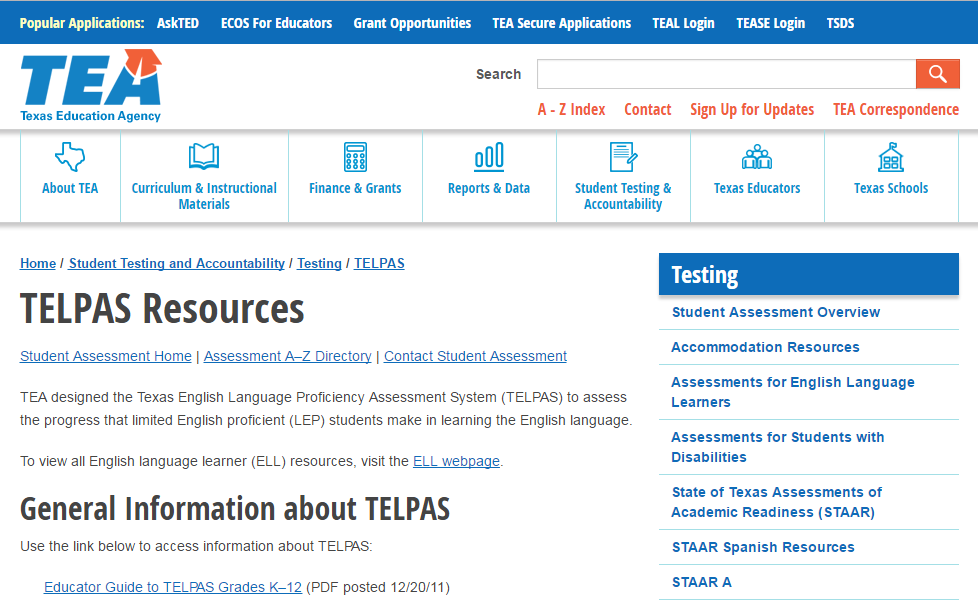 Popular Applications: AskTED ECOS For Educators Grant Opportunities TEA Secure Applications TEAL Login TEASE Login TSDS
TEA
Texas Education Agency
Search
A - Z Index Contact Sign Up for Updates TEA Correspondence
About TEA
Curriculum & Instructional
Materials
Finance & Grants
Reports & Data
Student Testing &
Accountability
Texas Educators
Texas Schools
Home / Student Testing and Accountability / Testing / TELPAS
TELPAS Resources
Student Assessment Home | Assessment A–Z Directory | Contact Student Assessment
TEA designed the Texas English Language Proficiency Assessment System (TELPAS) to assess
the progress that limited English proficient (LEP) students make in learning the English language.
To view all English language learner (ELL) resources, visit the ELL webpage.
General Information about TELPAS
Use the link below to access information about TELPAS:
Educator Guide to TELPAS Grades K–12 (PDF posted 12/20/11)
Testing
Student Assessment Overview
Accommodation Resources
Assessments for English Language
Learners
Assessments for Students with
Disabilities
State of Texas Assessments of
Academic Readiness (STAAR)
STAAR Spanish Resources
STAAR A